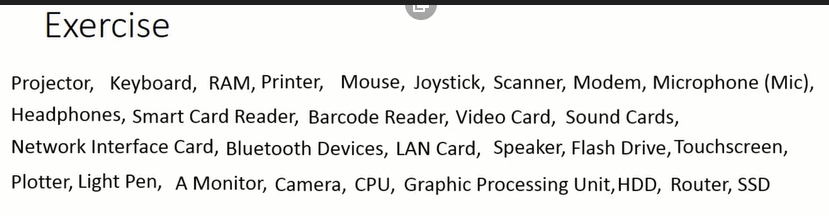 Exercise
Projector, Keyboard, RAM, Printer, Mouse, Joystick, Scanner, Modem, Microphone (Mic),
Headphones, Smart Card Reader, Barcode Reader, Video Card, Sound Cards,
Network Interface Card, Bluetooth Devices, LAN Card, Speaker, Flash Drive, Touchscreen,
Plotter, Light Pen, A Monitor, Camera, CPU, Graphic Processing Unit, HDD, Router, SSD